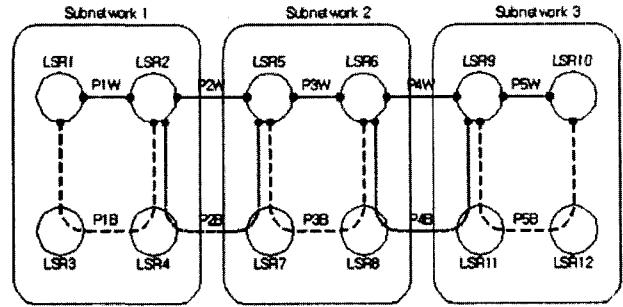 Subnetwork 1 Subnetwork 2 Subnetwork 3
LSR1 LSR2 LSR5 LSR6 LSR9 LSR10
P1W P2W P3W P4W P5W
P1B P2B P3B P4B P5B
LSR3 LSR4 LSR7 LSR8 LSR11 LSR12